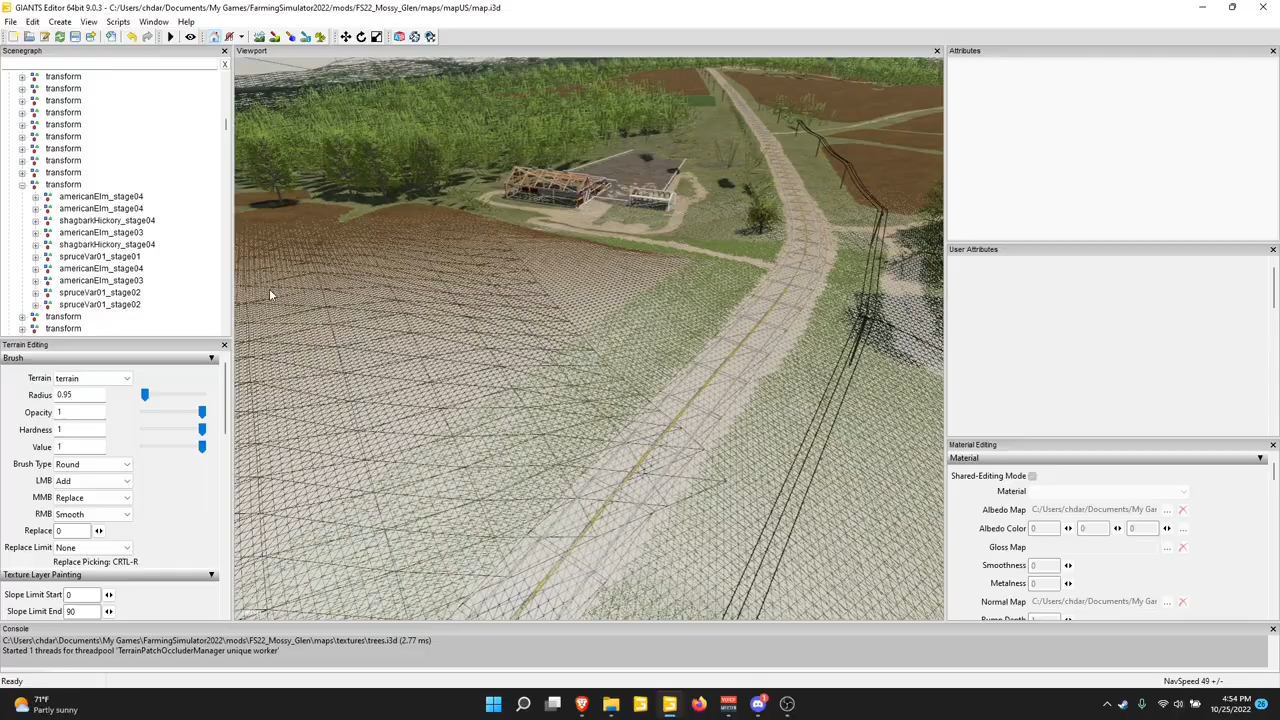 GIANTS Editor 64bit 9.0.3 - C:/Users/chdar/Documents/My Games/FarmingSimulator2022/mods/FS22_Mossy_Glen/maps/mapUS/map.i3d
File Edit Create View Scripts Window Help
Scenegraph
Viewport
Attributes
X
transform
transform
transform
transform
transform
transform
transform
transform
transform
transform
americanElm_stage04
americanElm_stage04
shagbarkHickory_stage04
americanElm_stage03
shagbarkHickory_stage04
spruceVar01_stage01
americanElm_stage04
americanElm_stage03
spruceVar01_stage02
spruceVar01_stage02
transform
transform
Terrain Editing
Brush
Terrain terrain
Radius 0.95
Opacity 1
Hardness 1
Value 1
Brush Type Round
LMB Add
MMB Replace
RMB Smooth
Replace 0
Replace Limit None
Replace Picking: CRTL-R
Texture Layer Painting
Slope Limit Start 0
Slope Limit End 90
User Attributes
Material Editing
Material
Shared-Editing Mode
Material
Albedo Map C:/Users/chdar/Documents/My Gar ...
Albedo Color 0 0 0 ...
Gloss Map ...
Smoothness 0
Metalness 0
Normal Map C:/Users/chdar/Documents/My Gar ...
Bump Depth 1
Console
C:/Users/chdar/Documents/My Games/FarmingSimulator2022/mods/FS22_Mossy_Glen/maps/textures/trees.i3d (2.77 ms)
Started 1 threads for threadpool 'TerrainPatchOccluderManager unique worker'
Ready
NavSpeed 49 +/-
71°F
Partly sunny
4:54 PM
10/25/2022